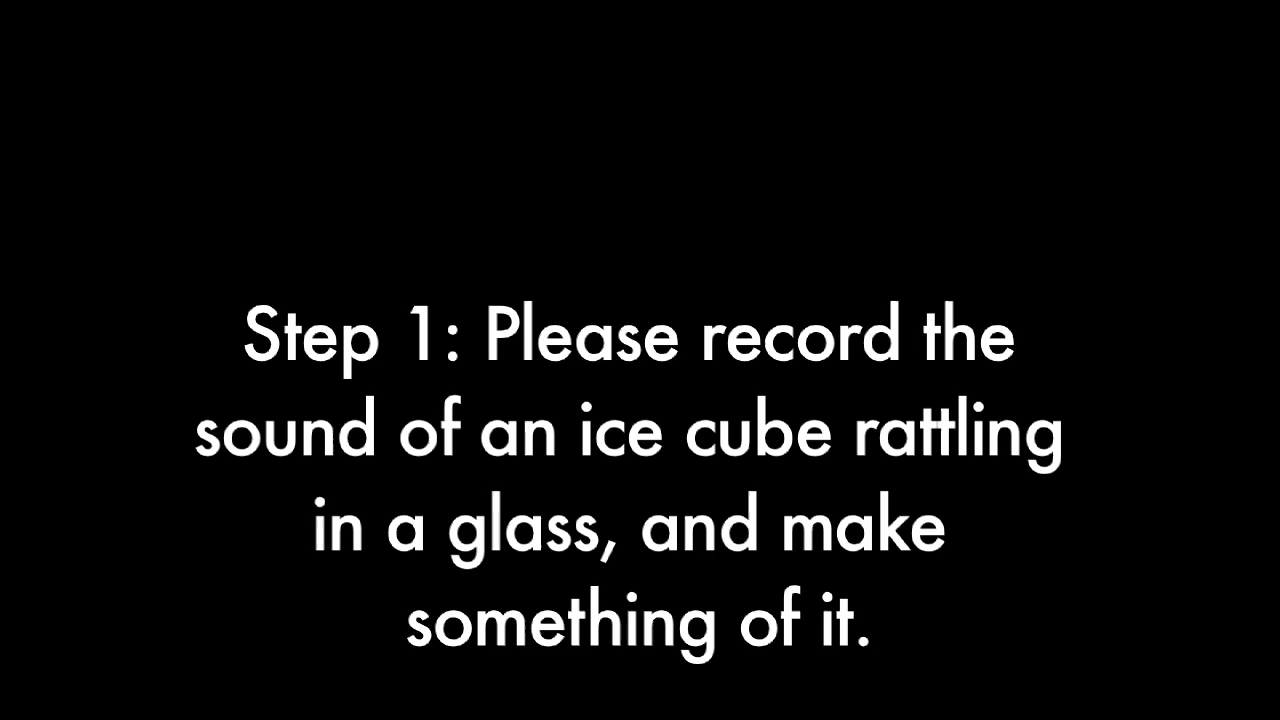 Step 1: Please record the
sound of an ice cube rattling
in a glass, and make
something of it.